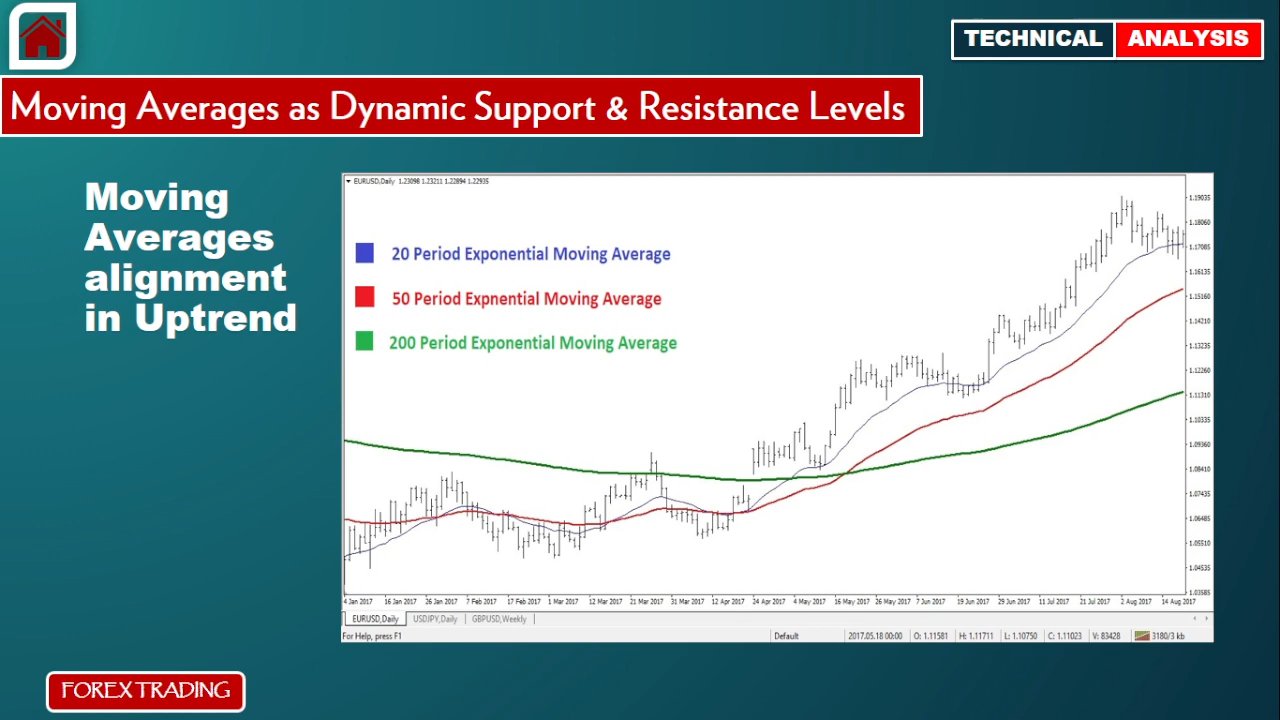 TECHNICAL ANALYSIS
Moving Averages as Dynamic Support & Resistance Levels
Moving
Averages
alignment
in Uptrend
EURUSD,Daily 1.23098 1.23211 1.22894 1.22935
20 Period Exponential Moving Average
50 Period Expnential Moving Average
200 Period Exponential Moving Average
1.19035
1.18060
1.17085
1.16135
1.15160
1.14210
1.13235
1.12260
1.11310
1.10335
1.09360
1.08410
1.07435
1.06485
1.05510
1.04535
1.03585
4 Jan 2017 16 Jan 2017 26 Jan 2017 7 Feb 2017 17 Feb 2017 1 Mar 2017 12 Mar 2017 21 Mar 2017 31 Mar 2017 12 Apr 2017 24 Apr 2017 4 May 2017 16 May 2017 26 May 2017 7 Jun 2017 19 Jun 2017 29 Jun 2017 11 Jul 2017 21 Jul 2017 2 Aug 2017 14 Aug 2017
EURUSD,Daily USDJPY,Daily GBPUSD,Weekly
For Help, press F1 Default 2017.05.18 00:00 O: 1.11581 H: 1.11711 L: 1.10750 C: 1.11023 V: 83428 3180/3 kb
FOREX TRADING